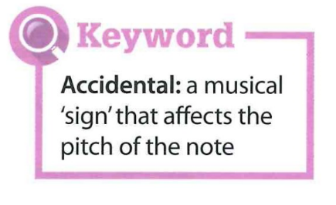 Keyword
Accidental: a musical
'sign' that affects the
pitch of the note